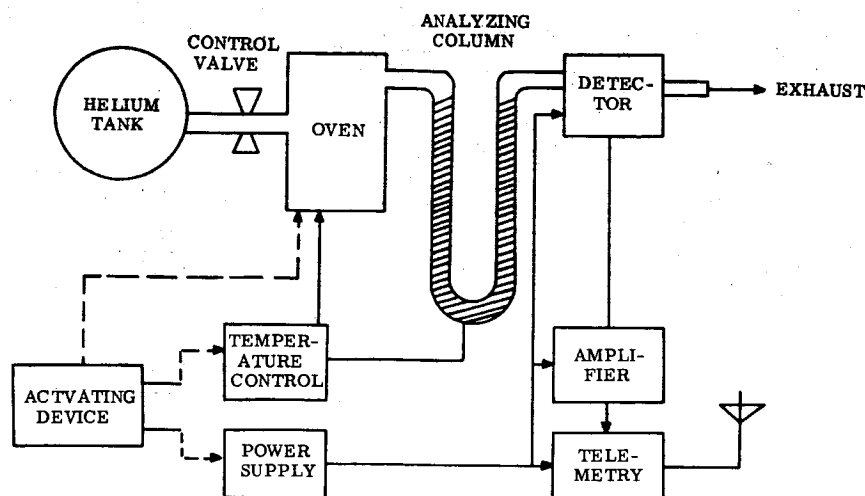 ANALYZING
COLUMN
CONTROL
VALVE
HELIUM
TANK
OVEN
DETEC-
TOR
EXHAUST
TEMPER-
ATURE
CONTROL
AMPLI-
FIER
ACTVATING
DEVICE
POWER
SUPPLY
TELE-
METRY